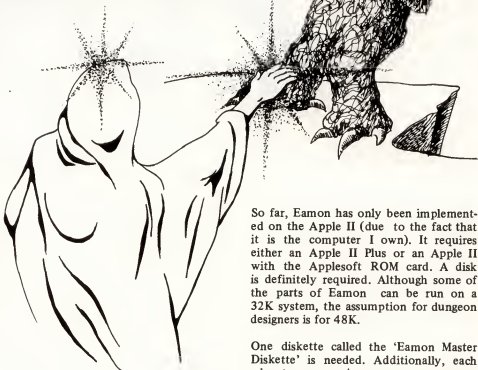 So far, Eamon has only been implement-
ed on the Apple II (due to the fact that
it is the computer I own). It requires
either an Apple II Plus or an Apple II
with the Applesoft ROM card. A disk
is definitely required. Although some of
the parts of Eamon can be run on a
32K system, the assumption for dungeon
designers is for 48K.
One diskette called the 'Eamon Master
Diskette' is needed. Additionally, each